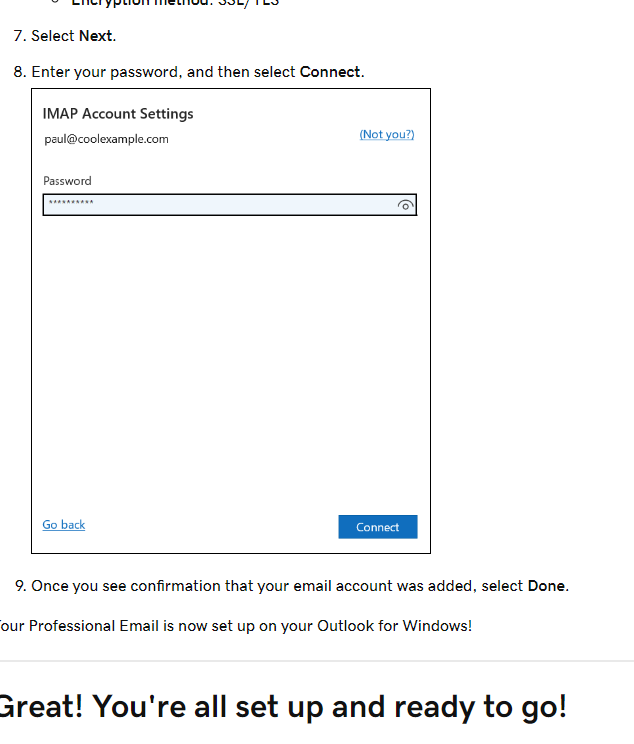 Encryption method: SSL/TLS
7. Select Next.
8. Enter your password, and then select Connect.
IMAP Account Settings
paul@coolexample.com
(Not you?)
Password
**********
Go back
Connect
9. Once you see confirmation that your email account was added, select Done.
our Professional Email is now set up on your Outlook for Windows!
Great! You're all set up and ready to go!